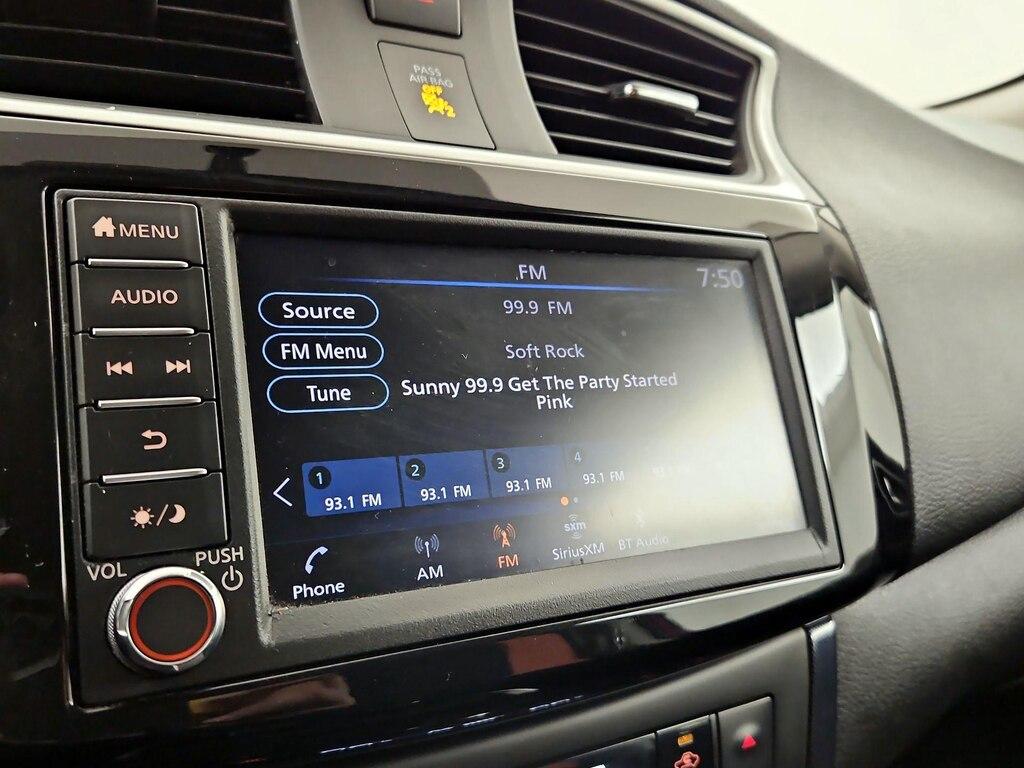 PASS
AIR BAG
OFF
2
MENU
AUDIO
VOL
PUSH
FM
7:50
Source
99.9 FM
FM Menu
Soft Rock
Tune
Sunny 99.9 Get The Party Started
Pink
1
93.1 FM
2
93.1 FM
3
93.1 FM
4
93.1 FM
Phone
AM
FM
sxm
SiriusXM
BT Audio